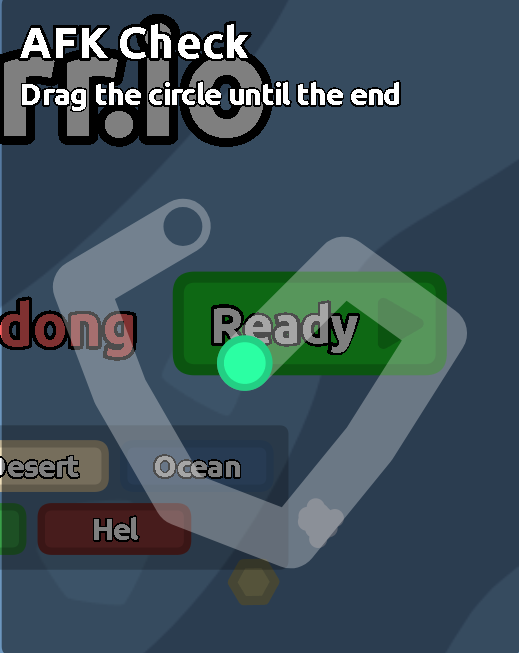 AFK Check
rr.io
Drag the circle until the end
dong
Ready
Desert
Ocean
Hel